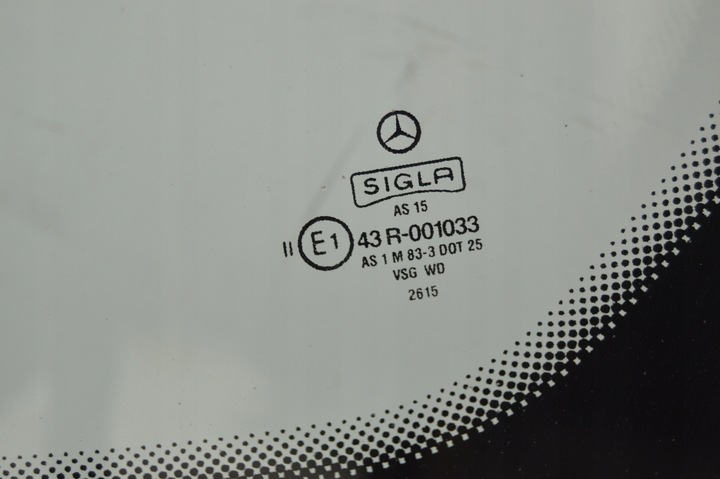 SIGLA
AS 15
II E1 43 R-001033
AS 1 M 83-3 DOT 25
VSG WD
2615